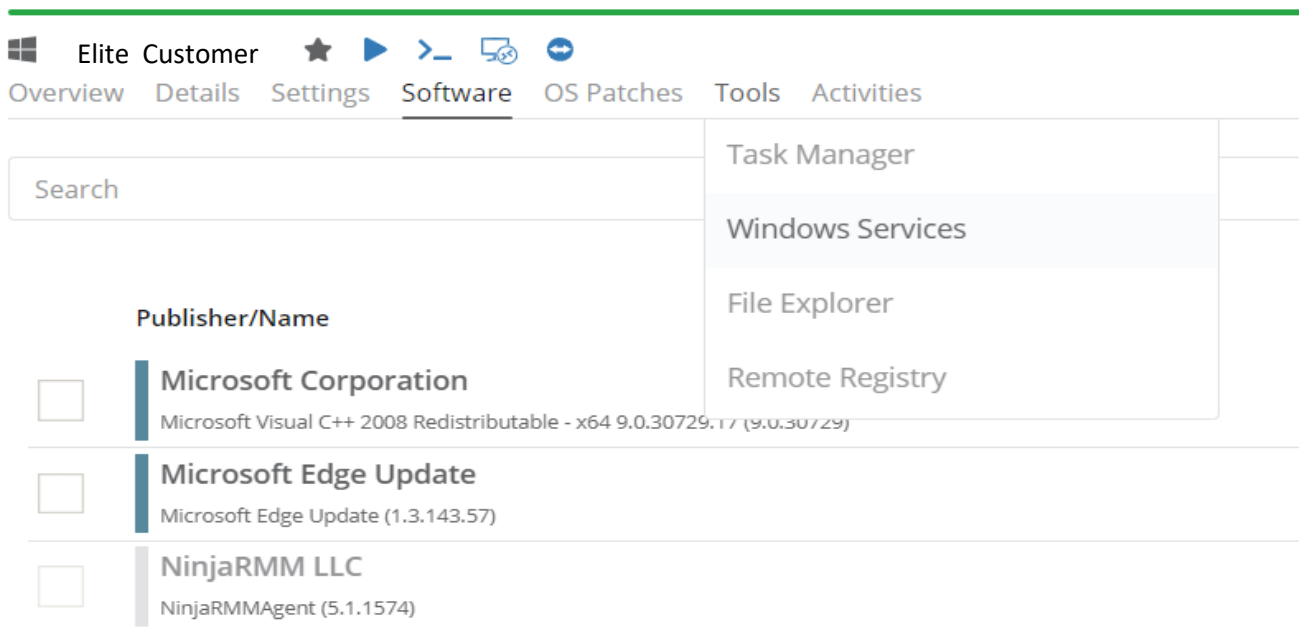 Elite Customer
Overview Details Settings Software OS Patches Tools Activities
Task Manager
Search
Windows Services
File Explorer
Publisher/Name
Remote Registry
Microsoft Corporation
Microsoft Visual C++ 2008 Redistributable - x64 9.0.30729.17 (9.0.30729)
Microsoft Edge Update
Microsoft Edge Update (1.3.143.57)
NinjaRMM LLC
NinjaRMMAgent (5.1.1574)